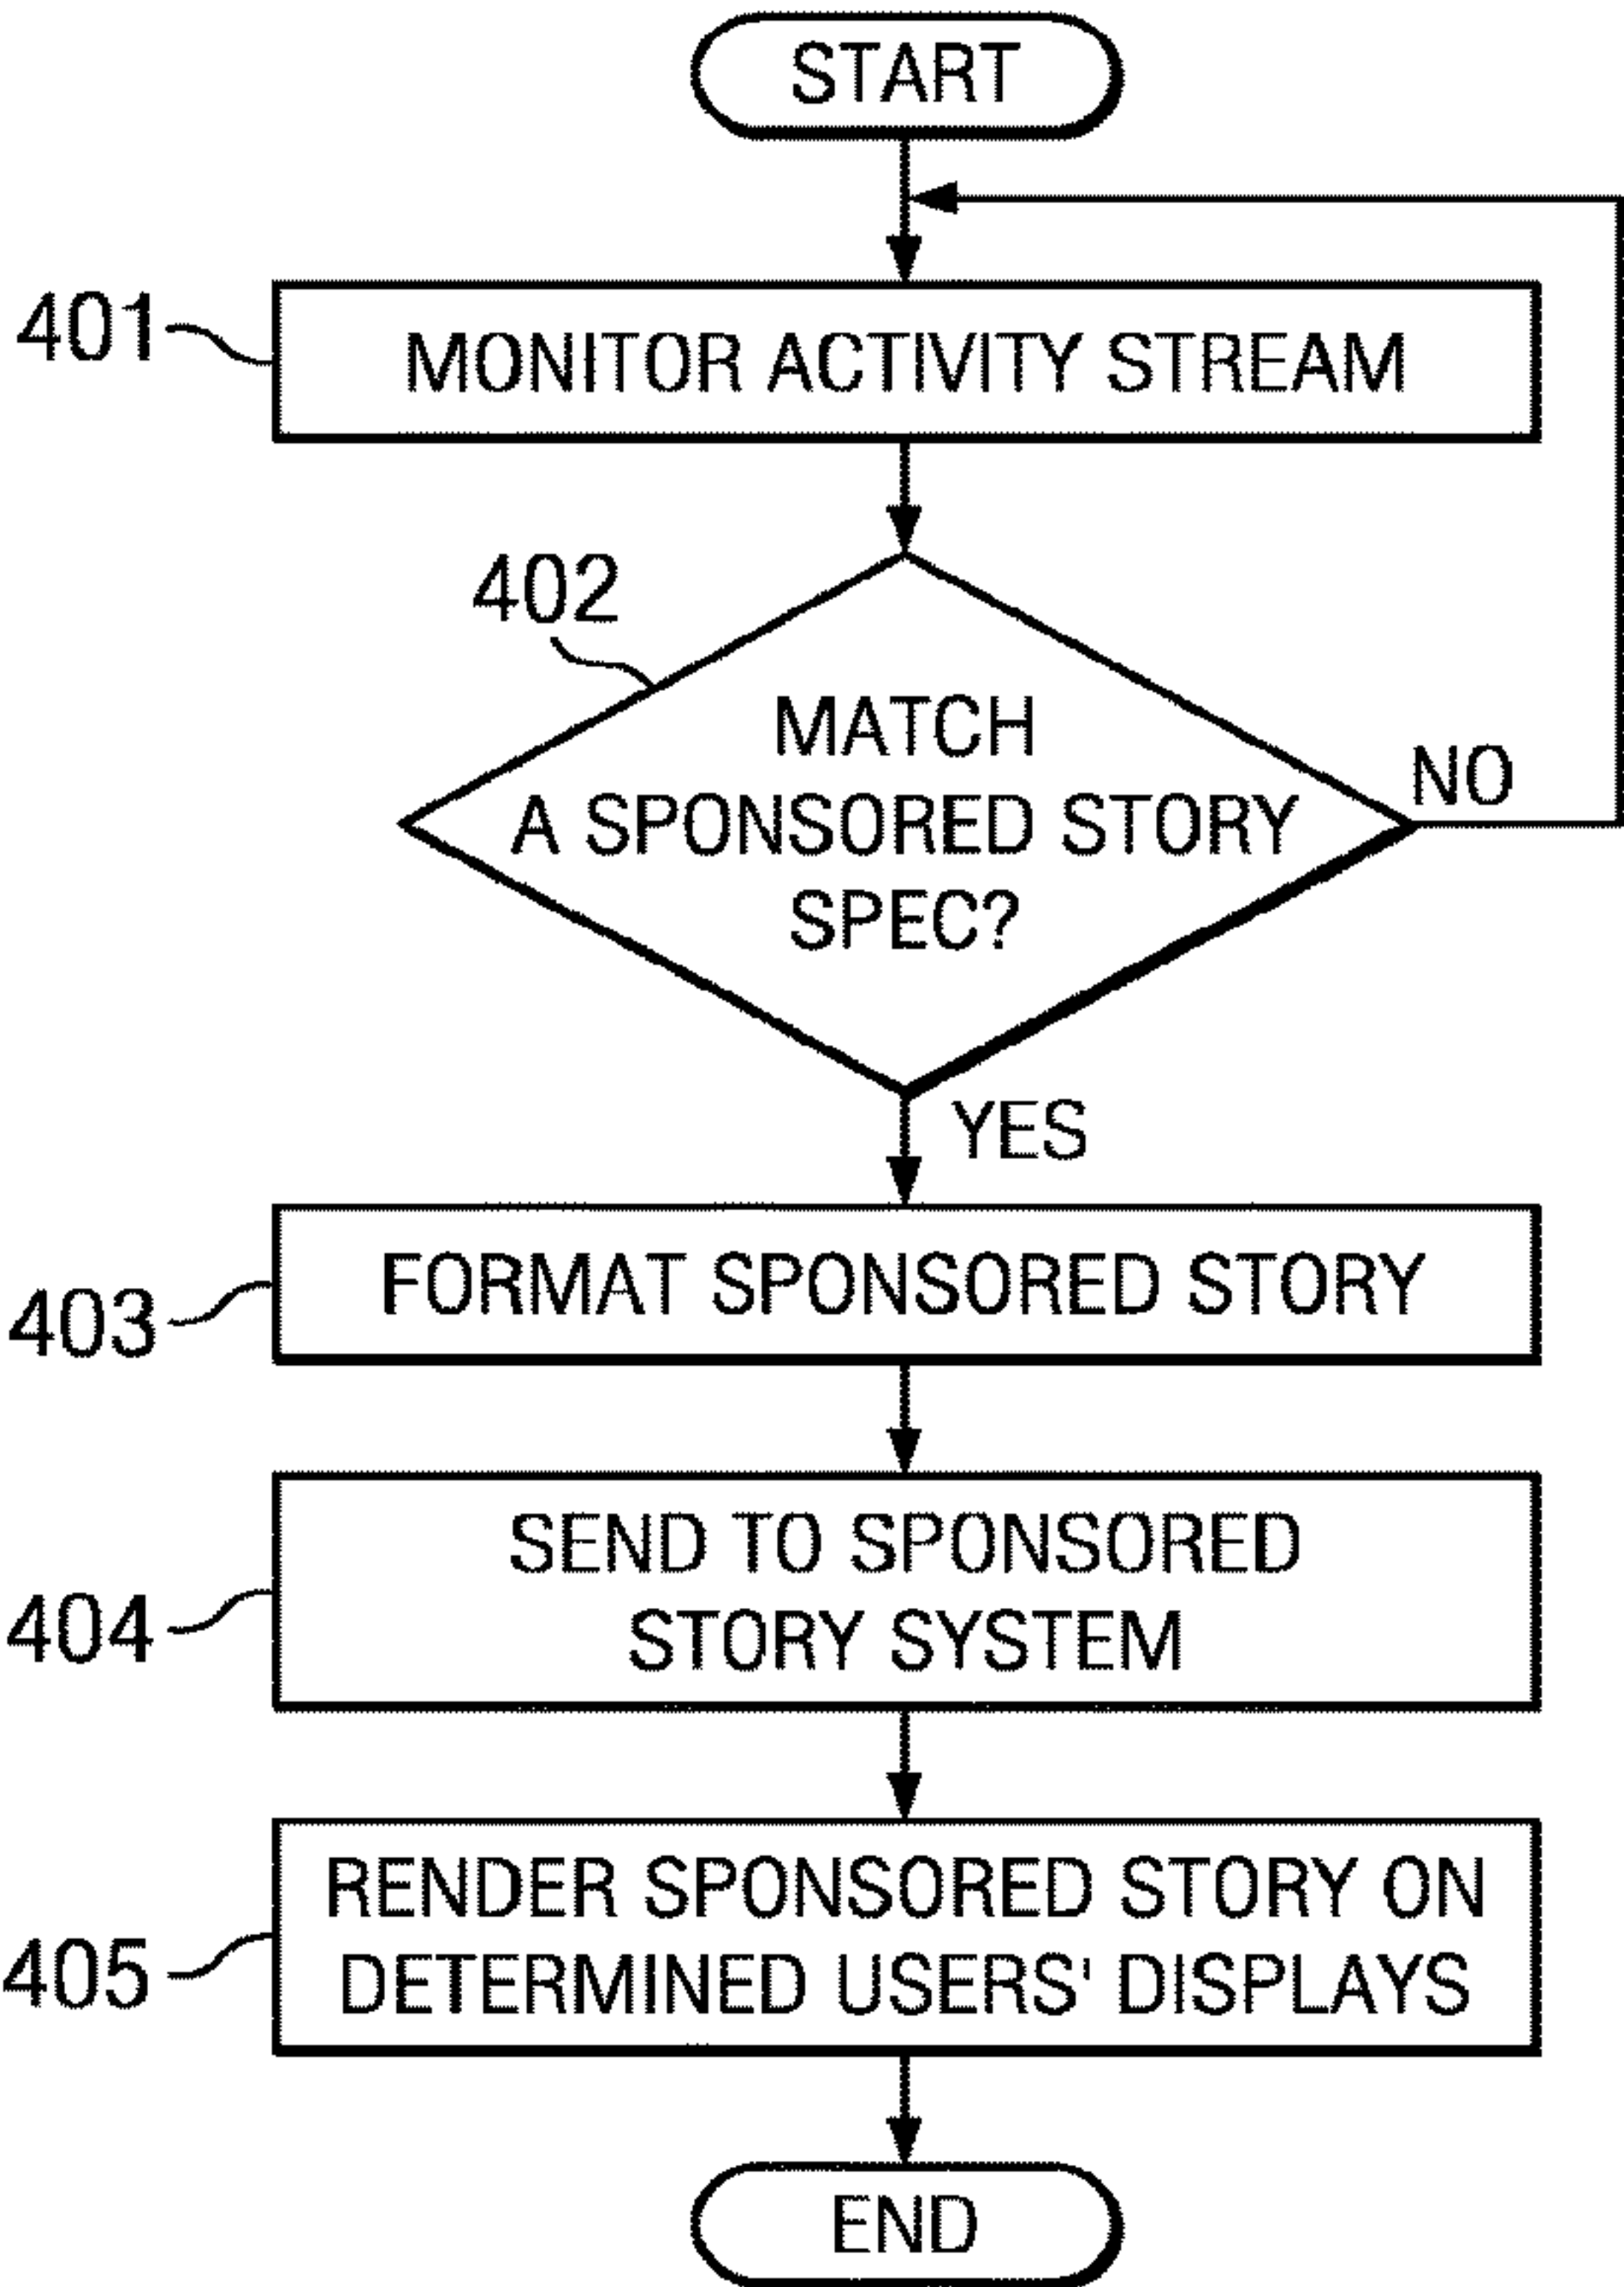 START
401
MONITOR ACTIVITY STREAM
402
MATCH
A SPONSORED STORY
SPEC?
NO
YES
403
FORMAT SPONSORED STORY
404
SEND TO SPONSORED
STORY SYSTEM
405
RENDER SPONSORED STORY ON
DETERMINED USERS' DISPLAYS
END